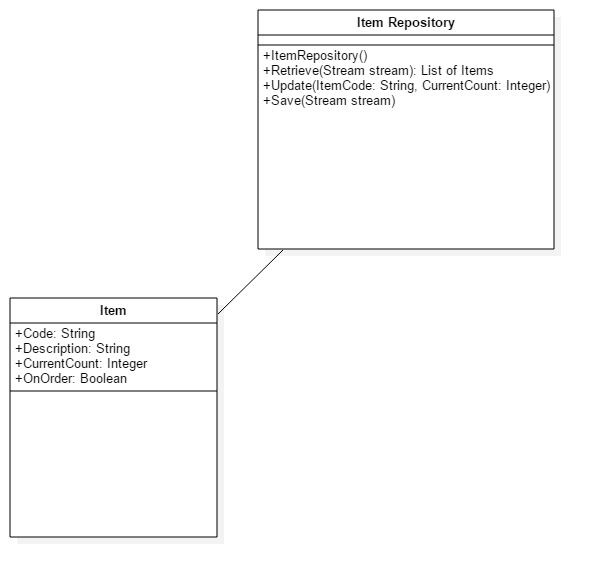 Item Repository
+ItemRepository()
+Retrieve(Stream stream): List of Items
+Update(ItemCode: String, CurrentCount: Integer)
+Save(Stream stream)
Item
+Code: String
+Description: String
+CurrentCount: Integer
+OnOrder: Boolean